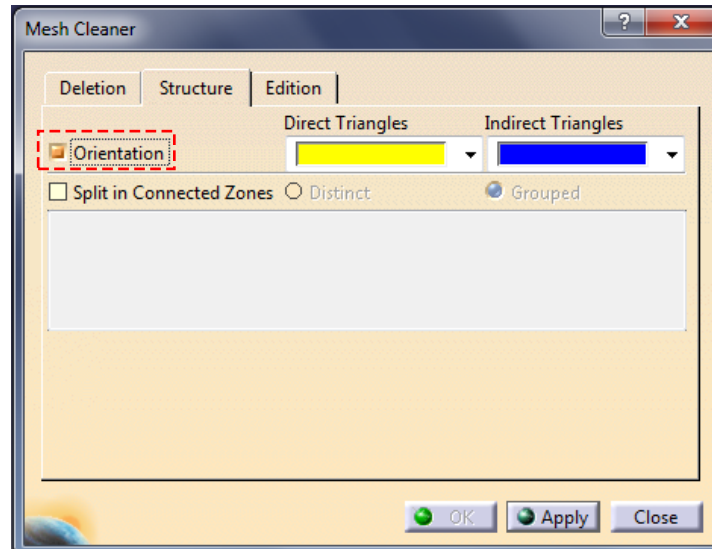 Mesh Cleaner
?
X
Deletion
Structure
Edition
Direct Triangles
Indirect Triangles
Orientation
Split in Connected Zones
Distinct
Grouped
OK
Apply
Close